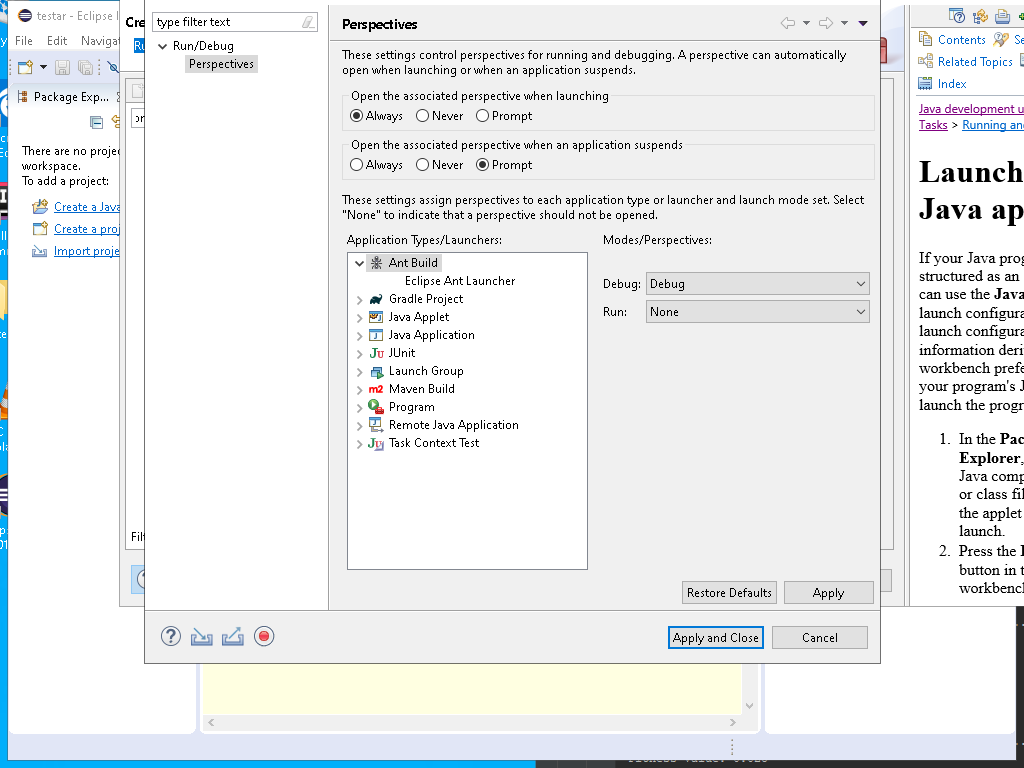 testar - Eclipse I
File Edit Navigat
Package Exp...
There are no projec
workspace.
To add a project:
Create a Java
Create a proj
Import proje
Cre
Ru
type filter text
Run/Debug
Perspectives
Perspectives
These settings control perspectives for running and debugging. A perspective can automatically
open when launching or when an application suspends.
Open the associated perspective when launching
Always Never Prompt
Open the associated perspective when an application suspends
Always Never Prompt
These settings assign perspectives to each application type or launcher and launch mode set. Select
"None" to indicate that a perspective should not be opened.
Application Types/Launchers:
Ant Build
Eclipse Ant Launcher
Gradle Project
Java Applet
Java Application
JUnit
Launch Group
m2 Maven Build
Program
Remote Java Application
Task Context Test
Modes/Perspectives:
Debug: Debug
Run: None
Restore Defaults Apply
Apply and Close Cancel
Filt
Contents Se
Related Topics
Index
Java development u
Tasks > Running and
Launch
Java ap
If your Java prog
structured as an
can use the Java
launch configura
launch configura
information deri
workbench prefe
your program's J
launch the progr
1. In the Pac
Explorer,
Java comp
or class fil
the applet
launch.
2. Press the
button in t
workbench